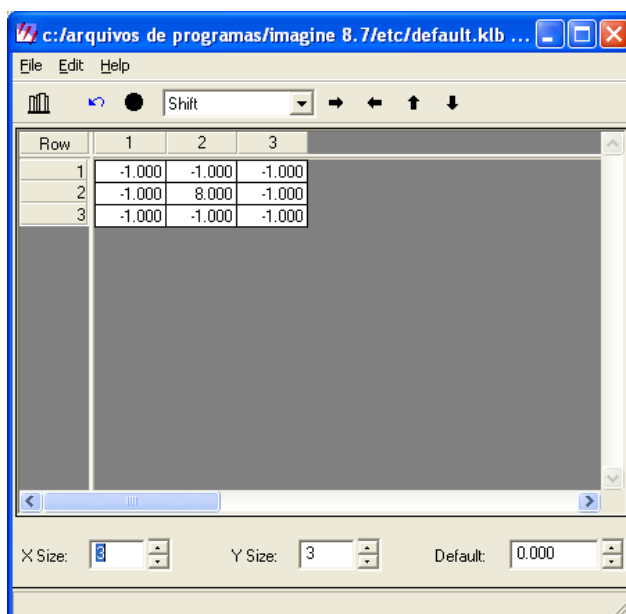 c:/arquivos de programas/imagine 8.7/etc/default.klb ...
File Edit Help
Shift
Row 1 2 3
1 -1.000 -1.000 -1.000
2 -1.000 8.000 -1.000
3 -1.000 -1.000 -1.000
X Size: 3 Y Size: 3 Default: 0.000